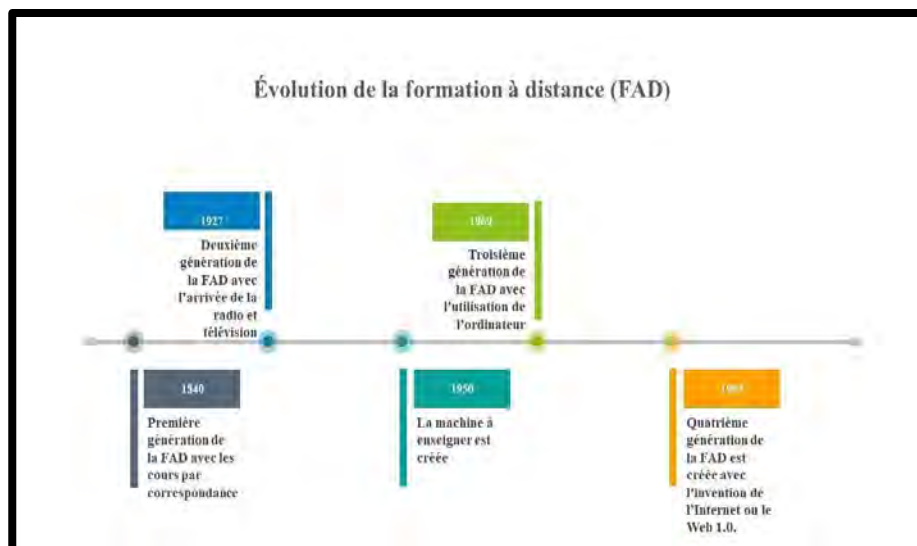 Évolution de la formation à distance (FAD)
1927
Deuxième
génération de
la FAD avec
l'arrivée de la
radio et
télévision
1969
Troisième
génération de
la FAD avec
l'utilisation de
l'ordinateur
1840
Première
génération de
la FAD avec les
cours par
correspondance
1950
La machine à
enseigner est
créée
Quatrième
génération de
la FAD est
créée avec
l'invention de
l'Internet ou le
Web 1.0.